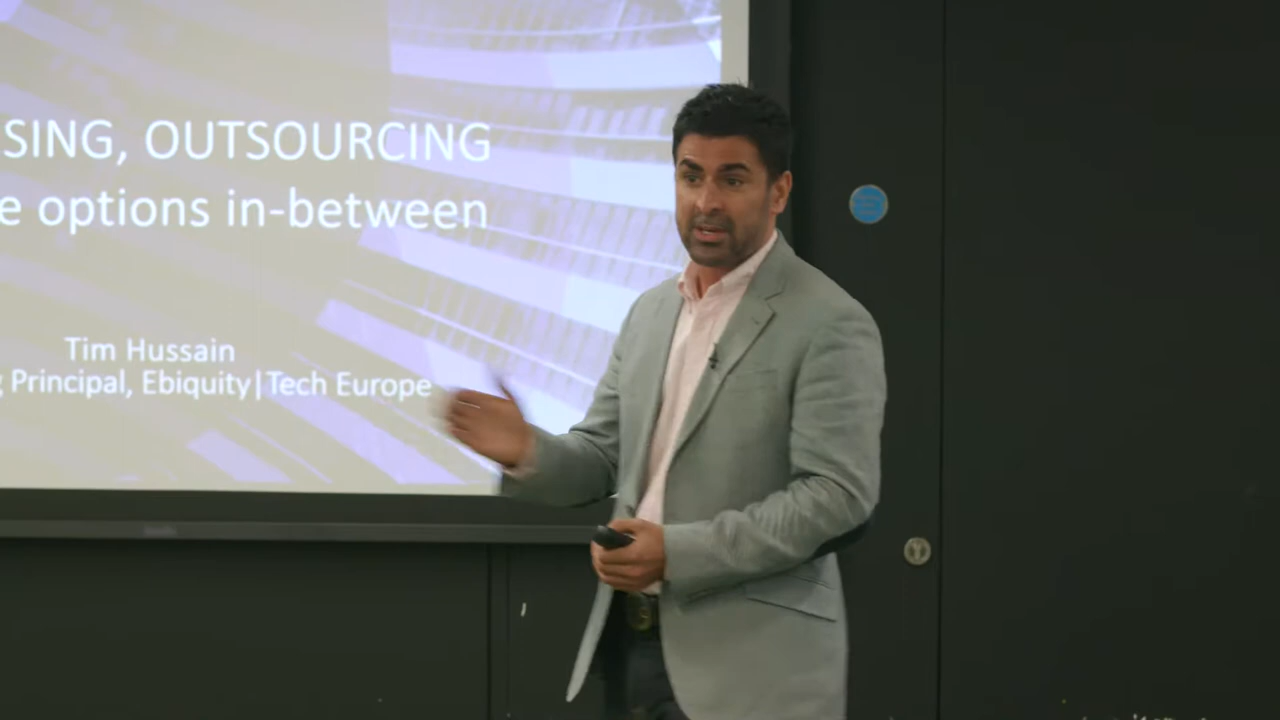 SING, OUTSOURCING
e options in-between
Tim Hussain
g Principal, Ebiquity|Tech Europe